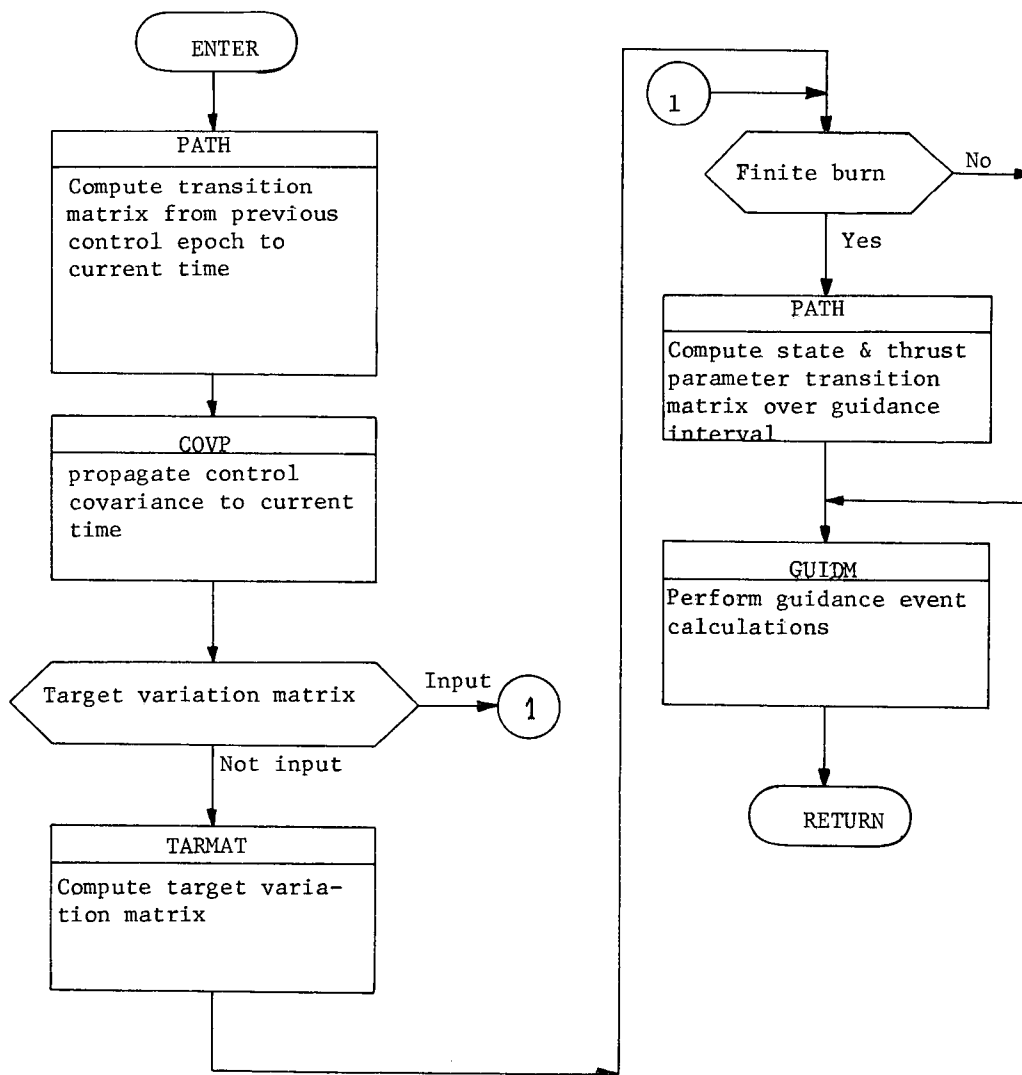 ENTER
PATH
Compute transition
matrix from previous
control epoch to
current time
COVP
propagate control
covariance to current
time
Target variation matrix
Input
1
Not input
TARMAT
Compute target varia-
tion matrix
1
Finite burn
No
Yes
PATH
Compute state & thrust
parameter transition
matrix over guidance
interval
GUIDM
Perform guidance event
calculations
RETURN